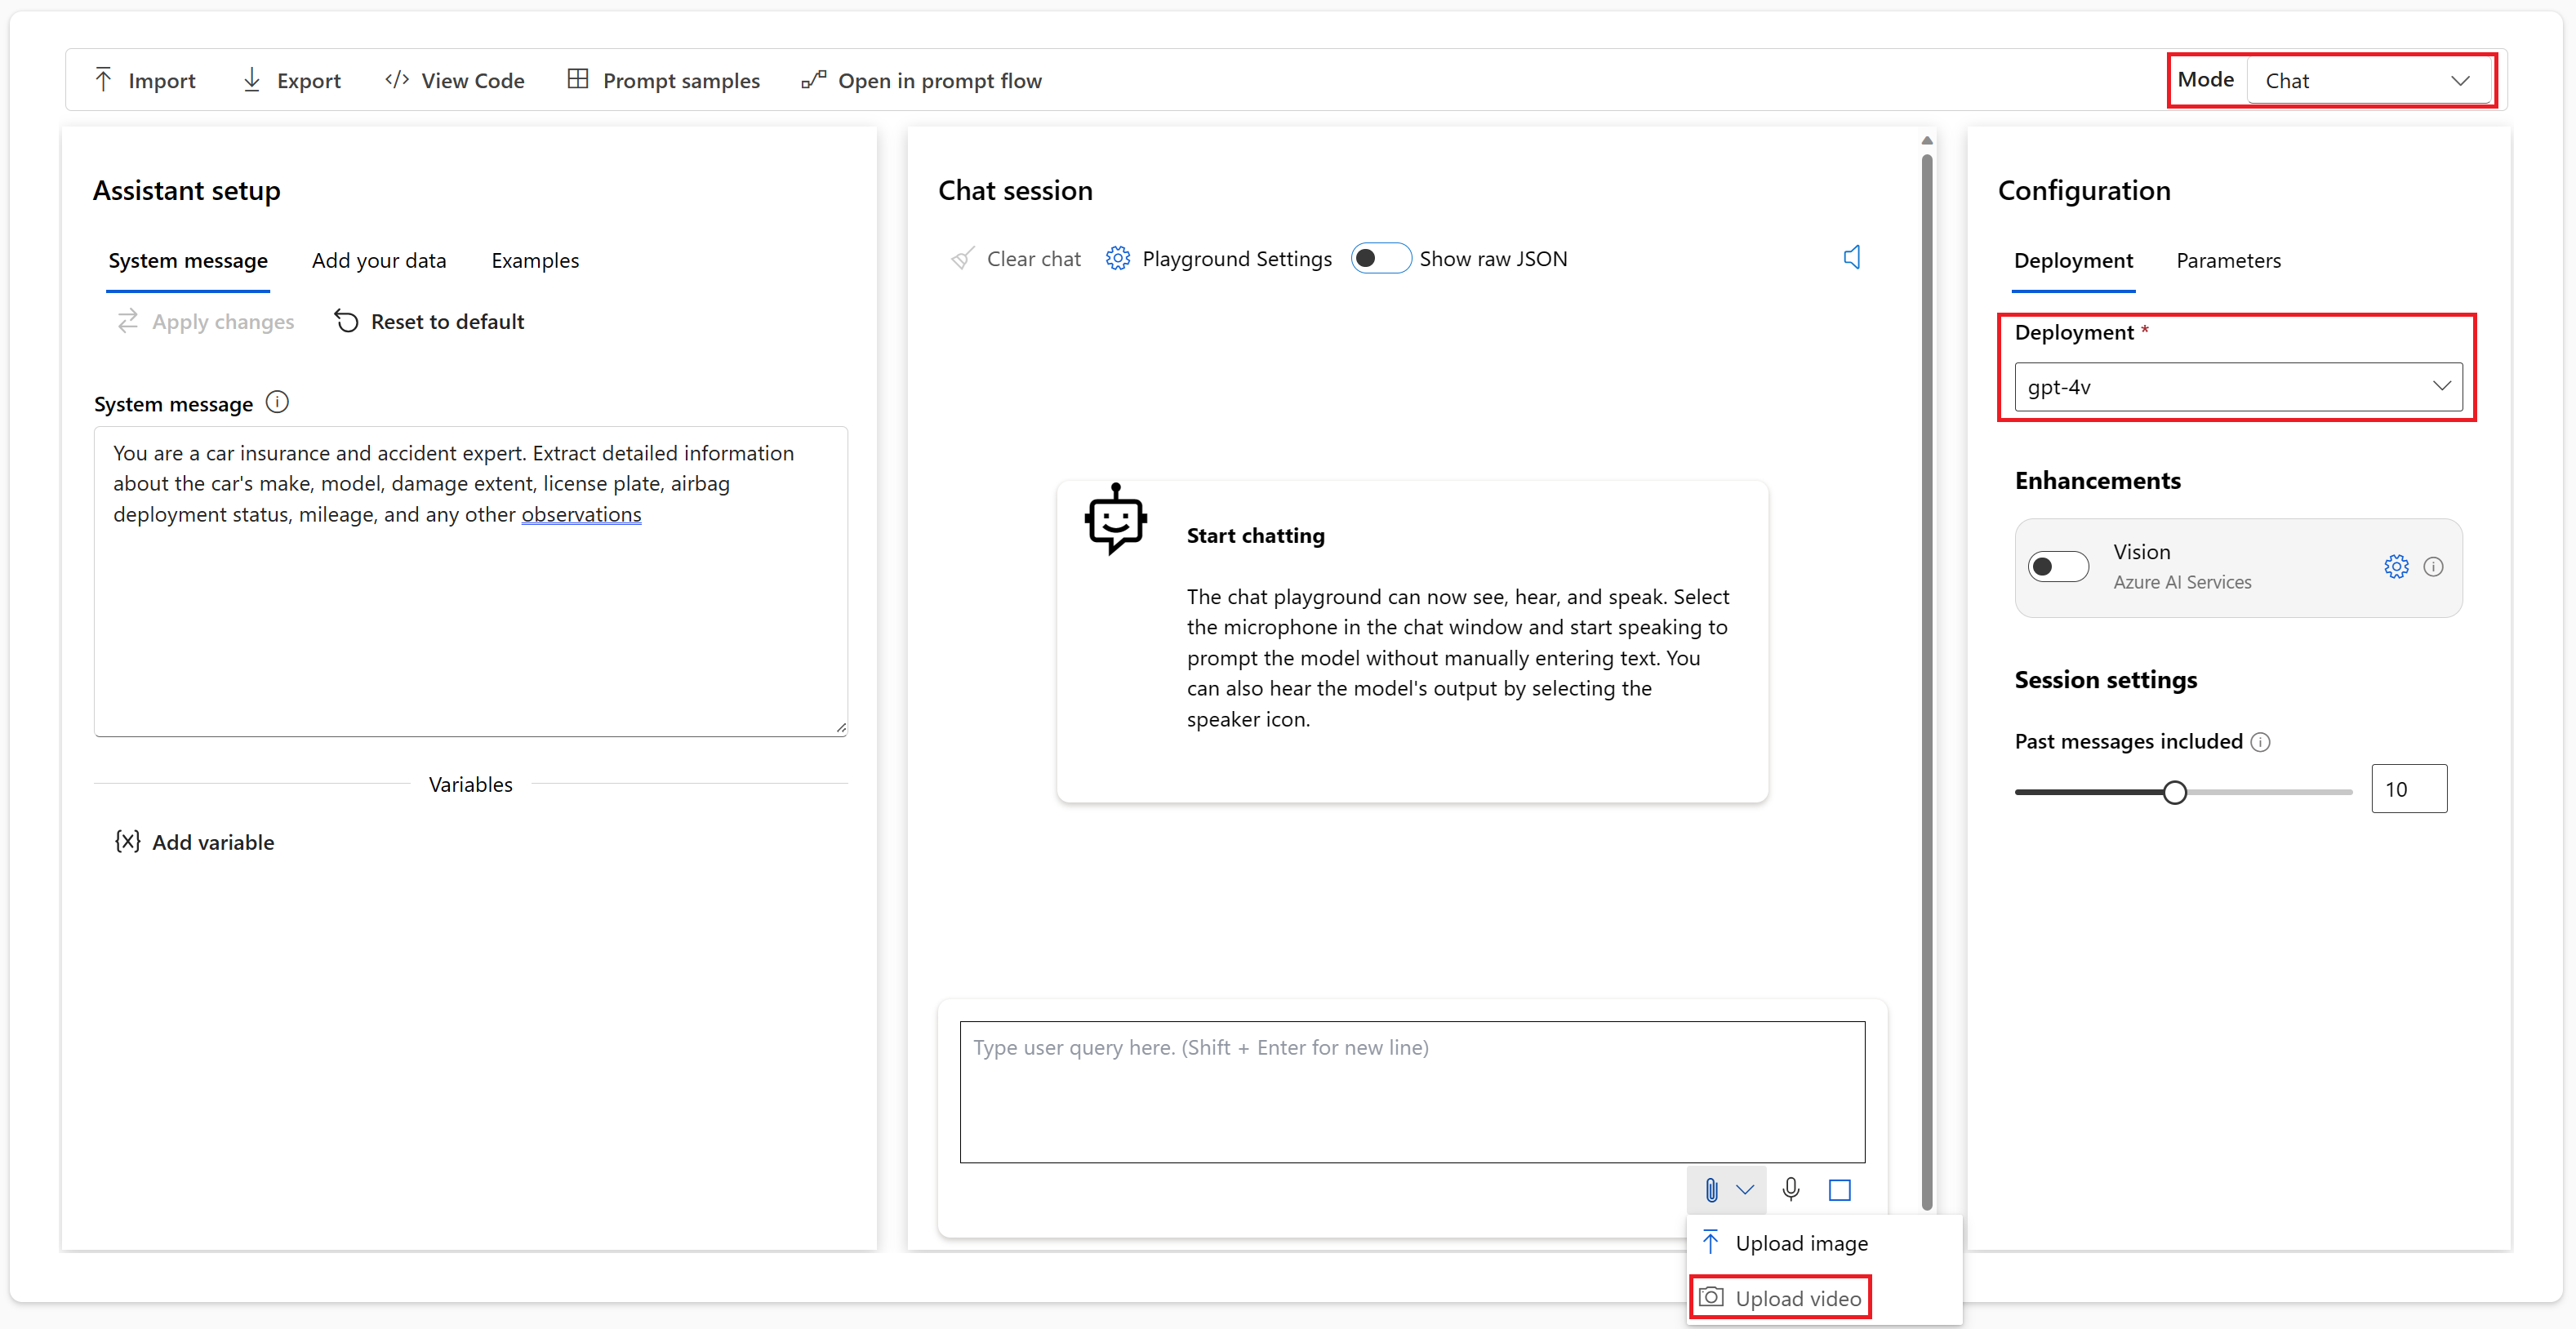 Import Export </> View Code Prompt samples Open in prompt flow Mode Chat
Assistant setup
System message Add your data Examples
Apply changes Reset to default
System message
You are a car insurance and accident expert. Extract detailed information
about the car's make, model, damage extent, license plate, airbag
deployment status, mileage, and any other observations
Variables
{x} Add variable
Chat session
Clear chat Playground Settings Show raw JSON
Start chatting
The chat playground can now see, hear, and speak. Select
the microphone in the chat window and start speaking to
prompt the model without manually entering text. You
can also hear the model's output by selecting the
speaker icon.
Type user query here. (Shift + Enter for new line)
Upload image
Upload video
Configuration
Deployment Parameters
Deployment *
gpt-4v
Enhancements
Vision
Azure AI Services
Session settings
Past messages included
10